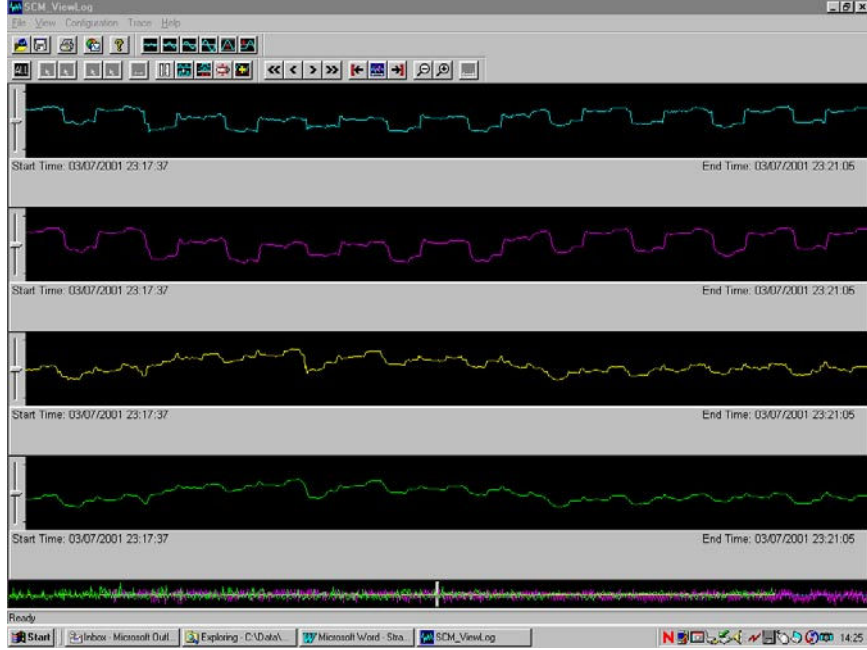 SCM_ViewLog
File View Configuration Trace Help
ALL
Start Time: 03/07/2001 23:17:37 End Time: 03/07/2001 23:21:05
Start Time: 03/07/2001 23:17:37 End Time: 03/07/2001 23:21:05
Start Time: 03/07/2001 23:17:37 End Time: 03/07/2001 23:21:05
Start Time: 03/07/2001 23:17:37 End Time: 03/07/2001 23:21:05
Ready
Start Inbox - Microsoft Outl... Exploring - C:\Data\... Microsoft Word - Stra... SCM_ViewLog 14:25